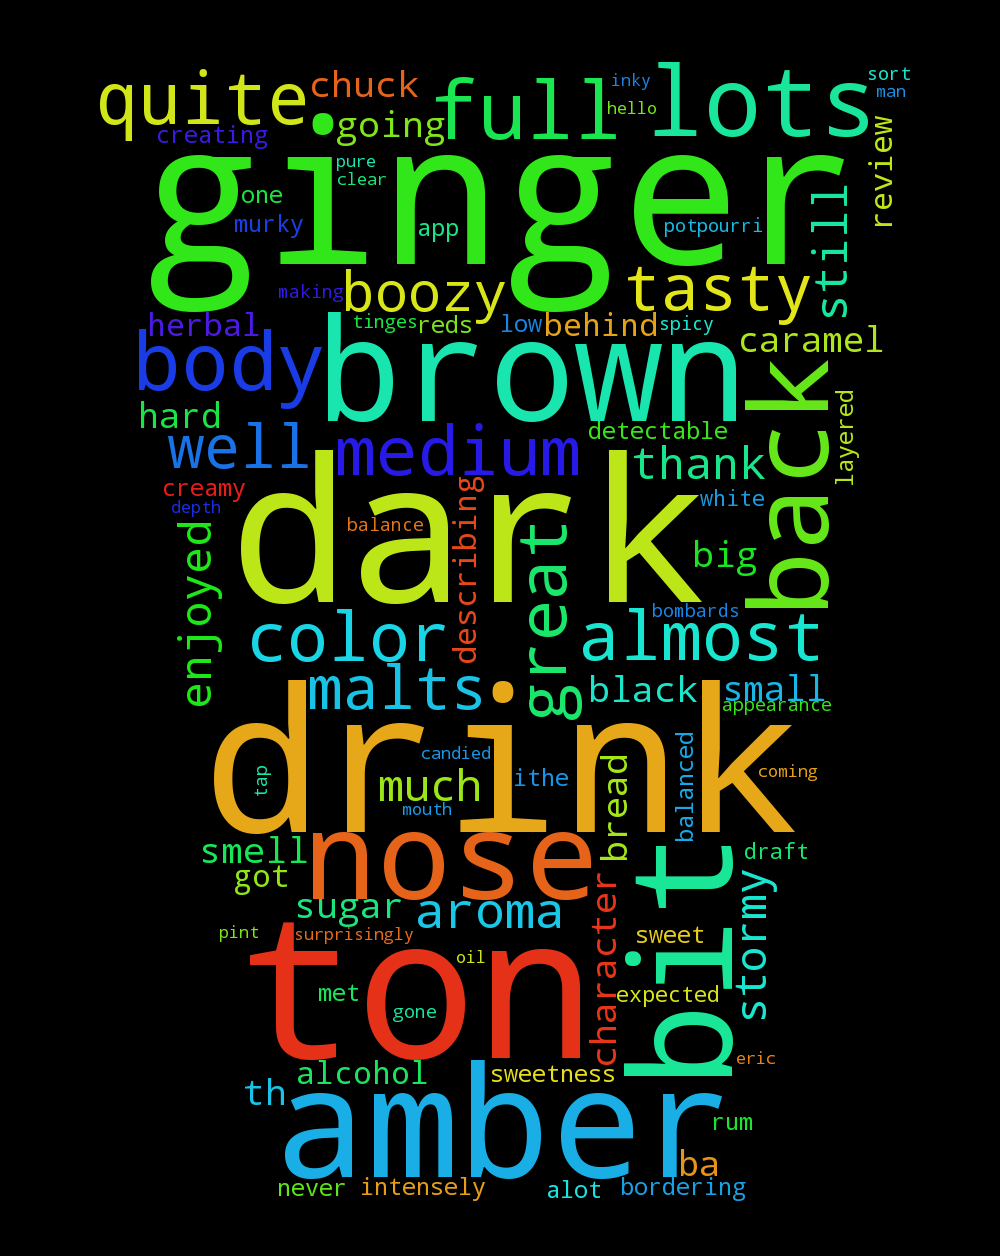 quite
chuck
full
lots
inky
hello
sort
man
creating
going
review
ginger
pure
clear
one
murky
app
potpourri
still
making
boozy
tasty
herbal
tinges
reds
low
behind
spicy
caramel
body
brown
back
hard
well
medium
detectable
thank
layered
creamy
depth
dark
balance
describing
white
great
big
enjoyed
bombards
color
almost
malts
black
small
appearance
drink
candied
tap
much
ithe
mouth
bread
balanced
coming
smell
nose
got
bit
draft
sugar
aroma
character
stormy
pint
surprisingly
sweet
ton
oil
met
gone
expected
alcohol
sweetness
eric
th
amber
rum
ba
never
intensely
alot
bordering